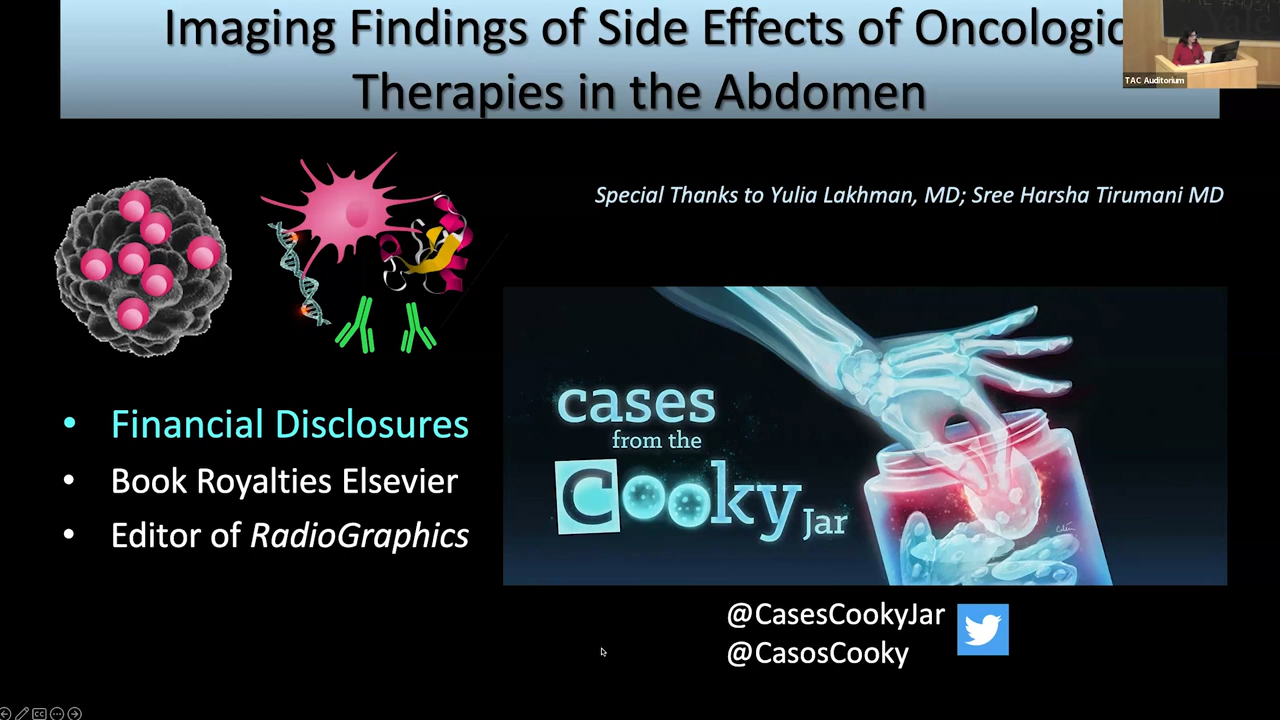 Imaging Findings of Side Effects of Oncologic
Therapies in the Abdomen
TAC Auditorium
Special Thanks to Yulia Lakhman, MD; Sree Harsha Tirumani MD
cases
from the
Cooky
Jar
• Financial Disclosures
• Book Royalties Elsevier
• Editor of RadioGraphics
@CasesCookyJar
@CasosCooky